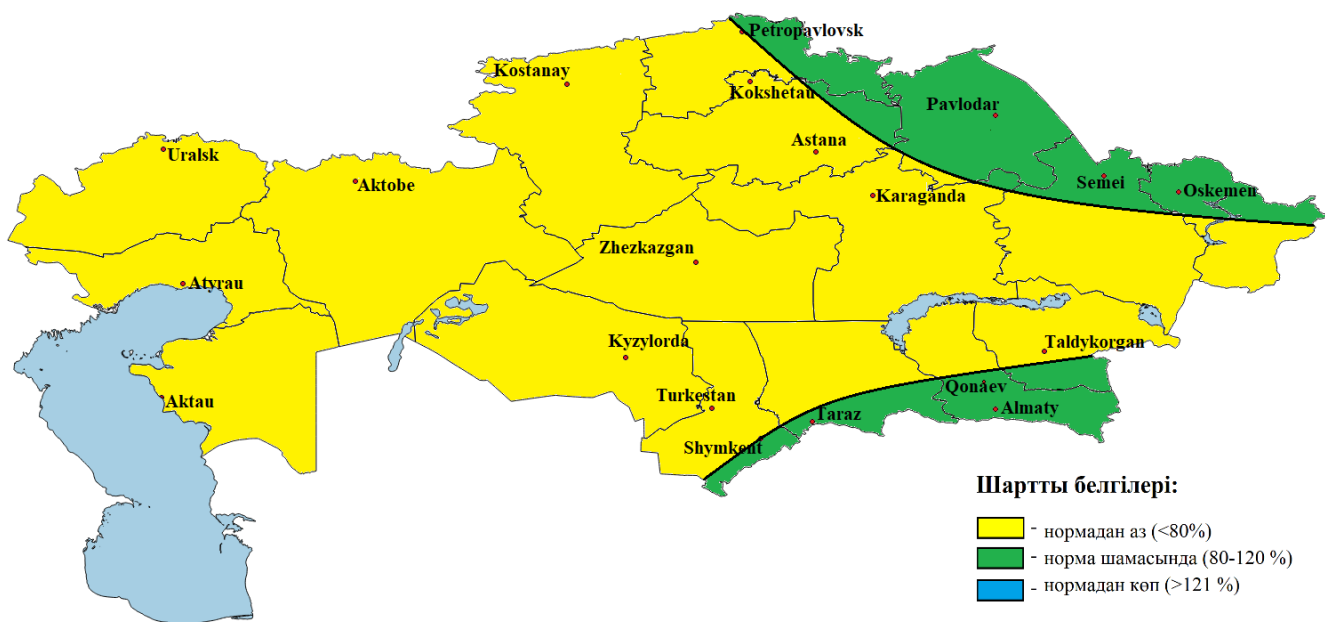 Petropavlovsk
Kostanay
Kokshetau
Pavlodar
Astana
Uralsk
Aktobe
Semei
Oskemen
Karaganda
Zhezkazgan
Atyrau
Kyzylorda
Taldykorgan
Turkestan
Qonaev
Aktau
Taraz
Almaty
Shymkent
Шартты белгілері:
- нормадан аз (<80%)
- норма шамасында (80-120 %)
- нормадан көп (>121 %)